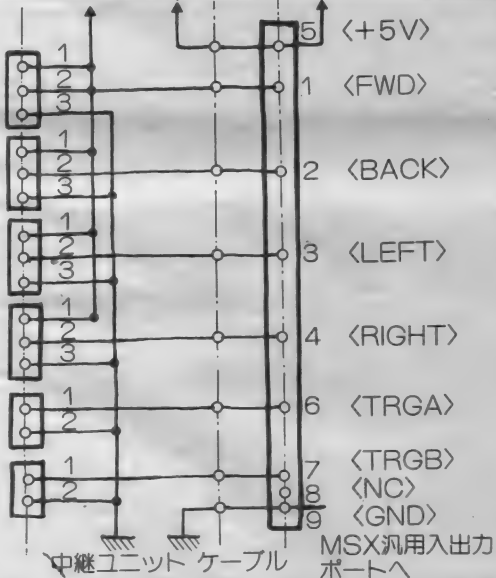 5 <+5V>
1
2
3
1 <FWD>
1
2
3
2 <BACK>
1
2
3
3 <LEFT>
1
2
3
4 <RIGHT>
1
2
6 <TRGA>
1
2
7 <TRGB>
8 <NC>
9 <GND>
中継ユニット ケーブル
MSX汎用入出力
ポートへ